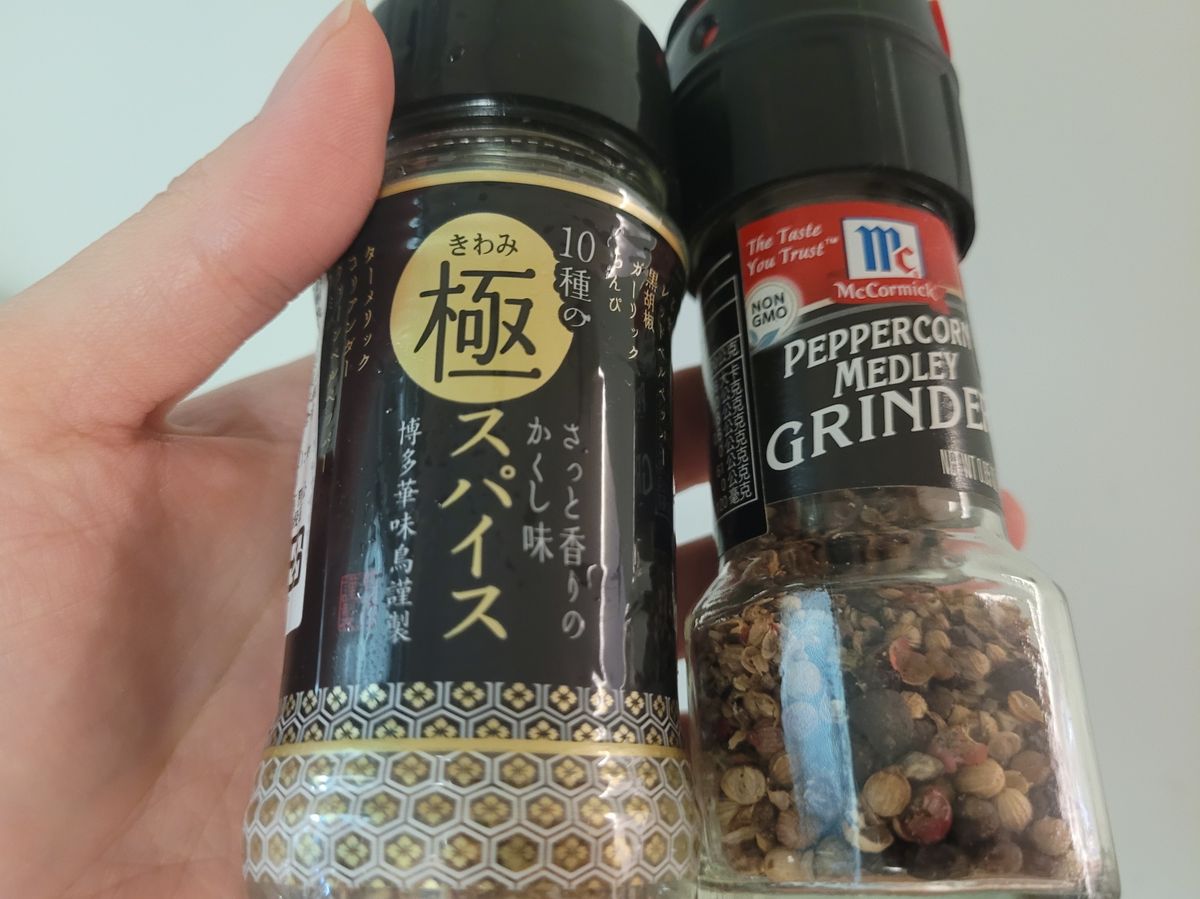 きわみ
極
スパイス
10種の
さっと香りの
かくし味
博多華味鳥謹製
黒胡椒
ガーリック
ターメリック
コリアンダー
The Taste
You Trust™
Mc
McCormick
NON
GMO
PEPPERCORN
MEDLEY
GRINDER